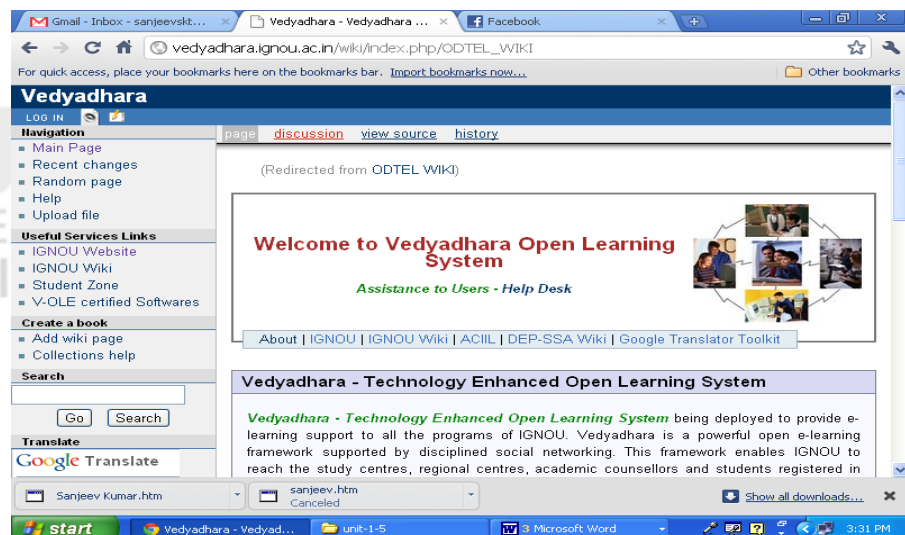 Gmail - Inbox - sanjeevskt...
Vedyadhara - Vedyadhara ...
Facebook
vedyadhara.ignou.ac.in/wiki/index.php/ODTEL_WIKI
For quick access, place your bookmarks here on the bookmarks bar. Import bookmarks now...
Other bookmarks
Vedyadhara
LOG IN
Navigation
Main Page
Recent changes
Random page
Help
Upload file
Useful Services Links
IGNOU Website
IGNOU Wiki
Student Zone
V-OLE certified Softwares
Create a book
Add wiki page
Collections help
Search
Go Search
Translate
Google Translate
page discussion view source history
(Redirected from ODTEL WIKI)
Welcome to Vedyadhara Open Learning
System
Assistance to Users - Help Desk
About | IGNOU | IGNOU Wiki | ACIIL | DEP-SSA Wiki | Google Translator Toolkit
Vedyadhara - Technology Enhanced Open Learning System
Vedyadhara - Technology Enhanced Open Learning System being deployed to provide e-
learning support to all the programs of IGNOU. Vedyadhara is a powerful open e-learning
framework supported by disciplined social networking. This framework enables IGNOU to
reach the study centres, regional centres, academic counsellors and students registered in
Sanjeev Kumar.htm
sanjeev.htm
Canceled
Show all downloads...
start
Vedyadhara - Vedyad...
unit-1-5
3 Microsoft Word
3:31 PM